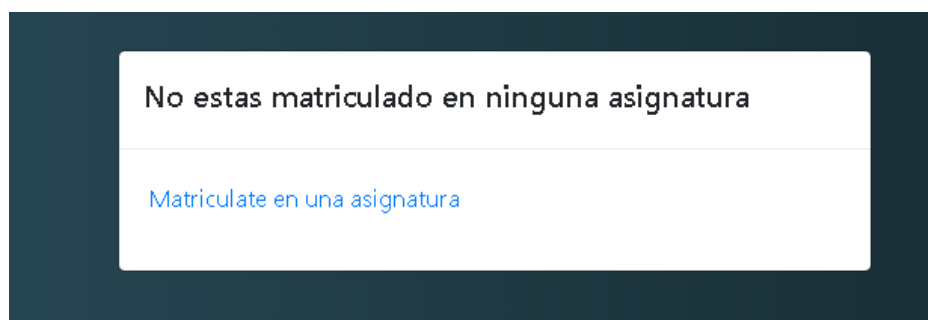 No estas matriculado en ninguna asignatura
Matriculate en una asignatura